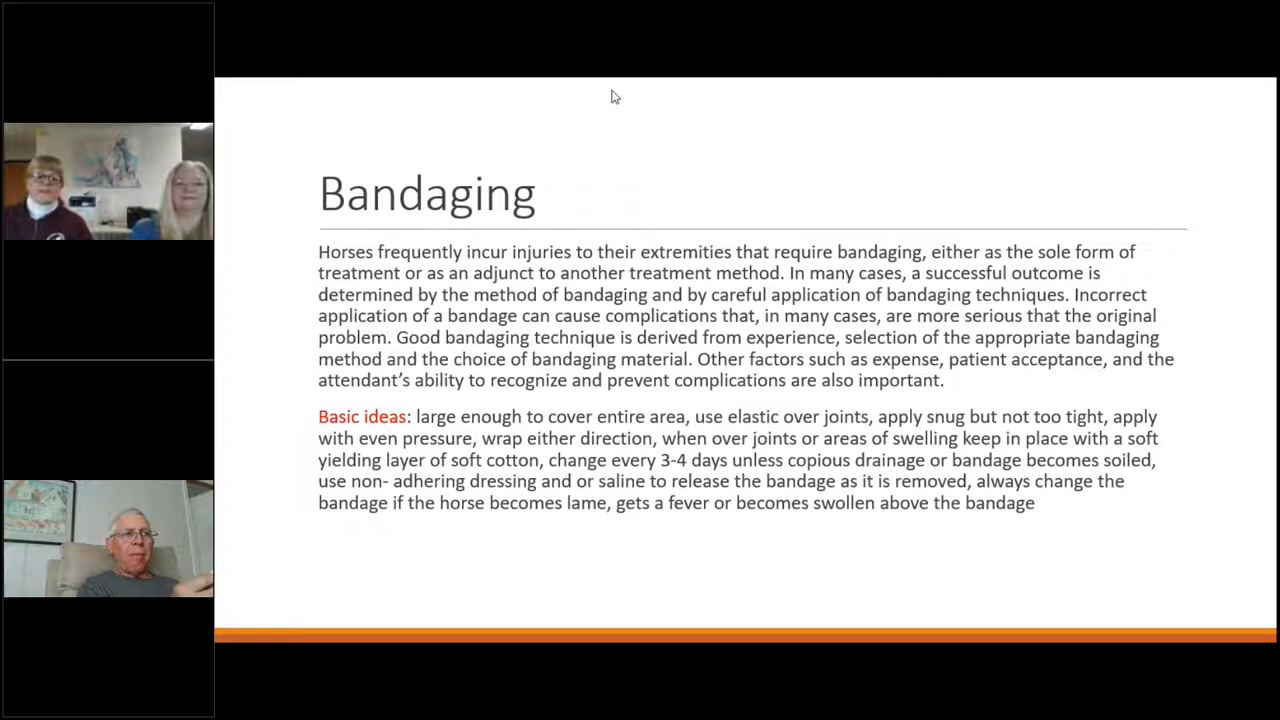 Bandaging
Horses frequently incur injuries to their extremities that require bandaging, either as the sole form of
treatment or as an adjunct to another treatment method. In many cases, a successful outcome is
determined by the method of bandaging and by careful application of bandaging techniques. Incorrect
application of a bandage can cause complications that, in many cases, are more serious that the original
problem. Good bandaging technique is derived from experience, selection of the appropriate bandaging
method and the choice of bandaging material. Other factors such as expense, patient acceptance, and the
attendant’s ability to recognize and prevent complications are also important.
Basic ideas: large enough to cover entire area, use elastic over joints, apply snug but not too tight, apply
with even pressure, wrap either direction, when over joints or areas of swelling keep in place with a soft
yielding layer of soft cotton, change every 3-4 days unless copious drainage or bandage becomes soiled,
use non- adhering dressing and or saline to release the bandage as it is removed, always change the
bandage if the horse becomes lame, gets a fever or becomes swollen above the bandage